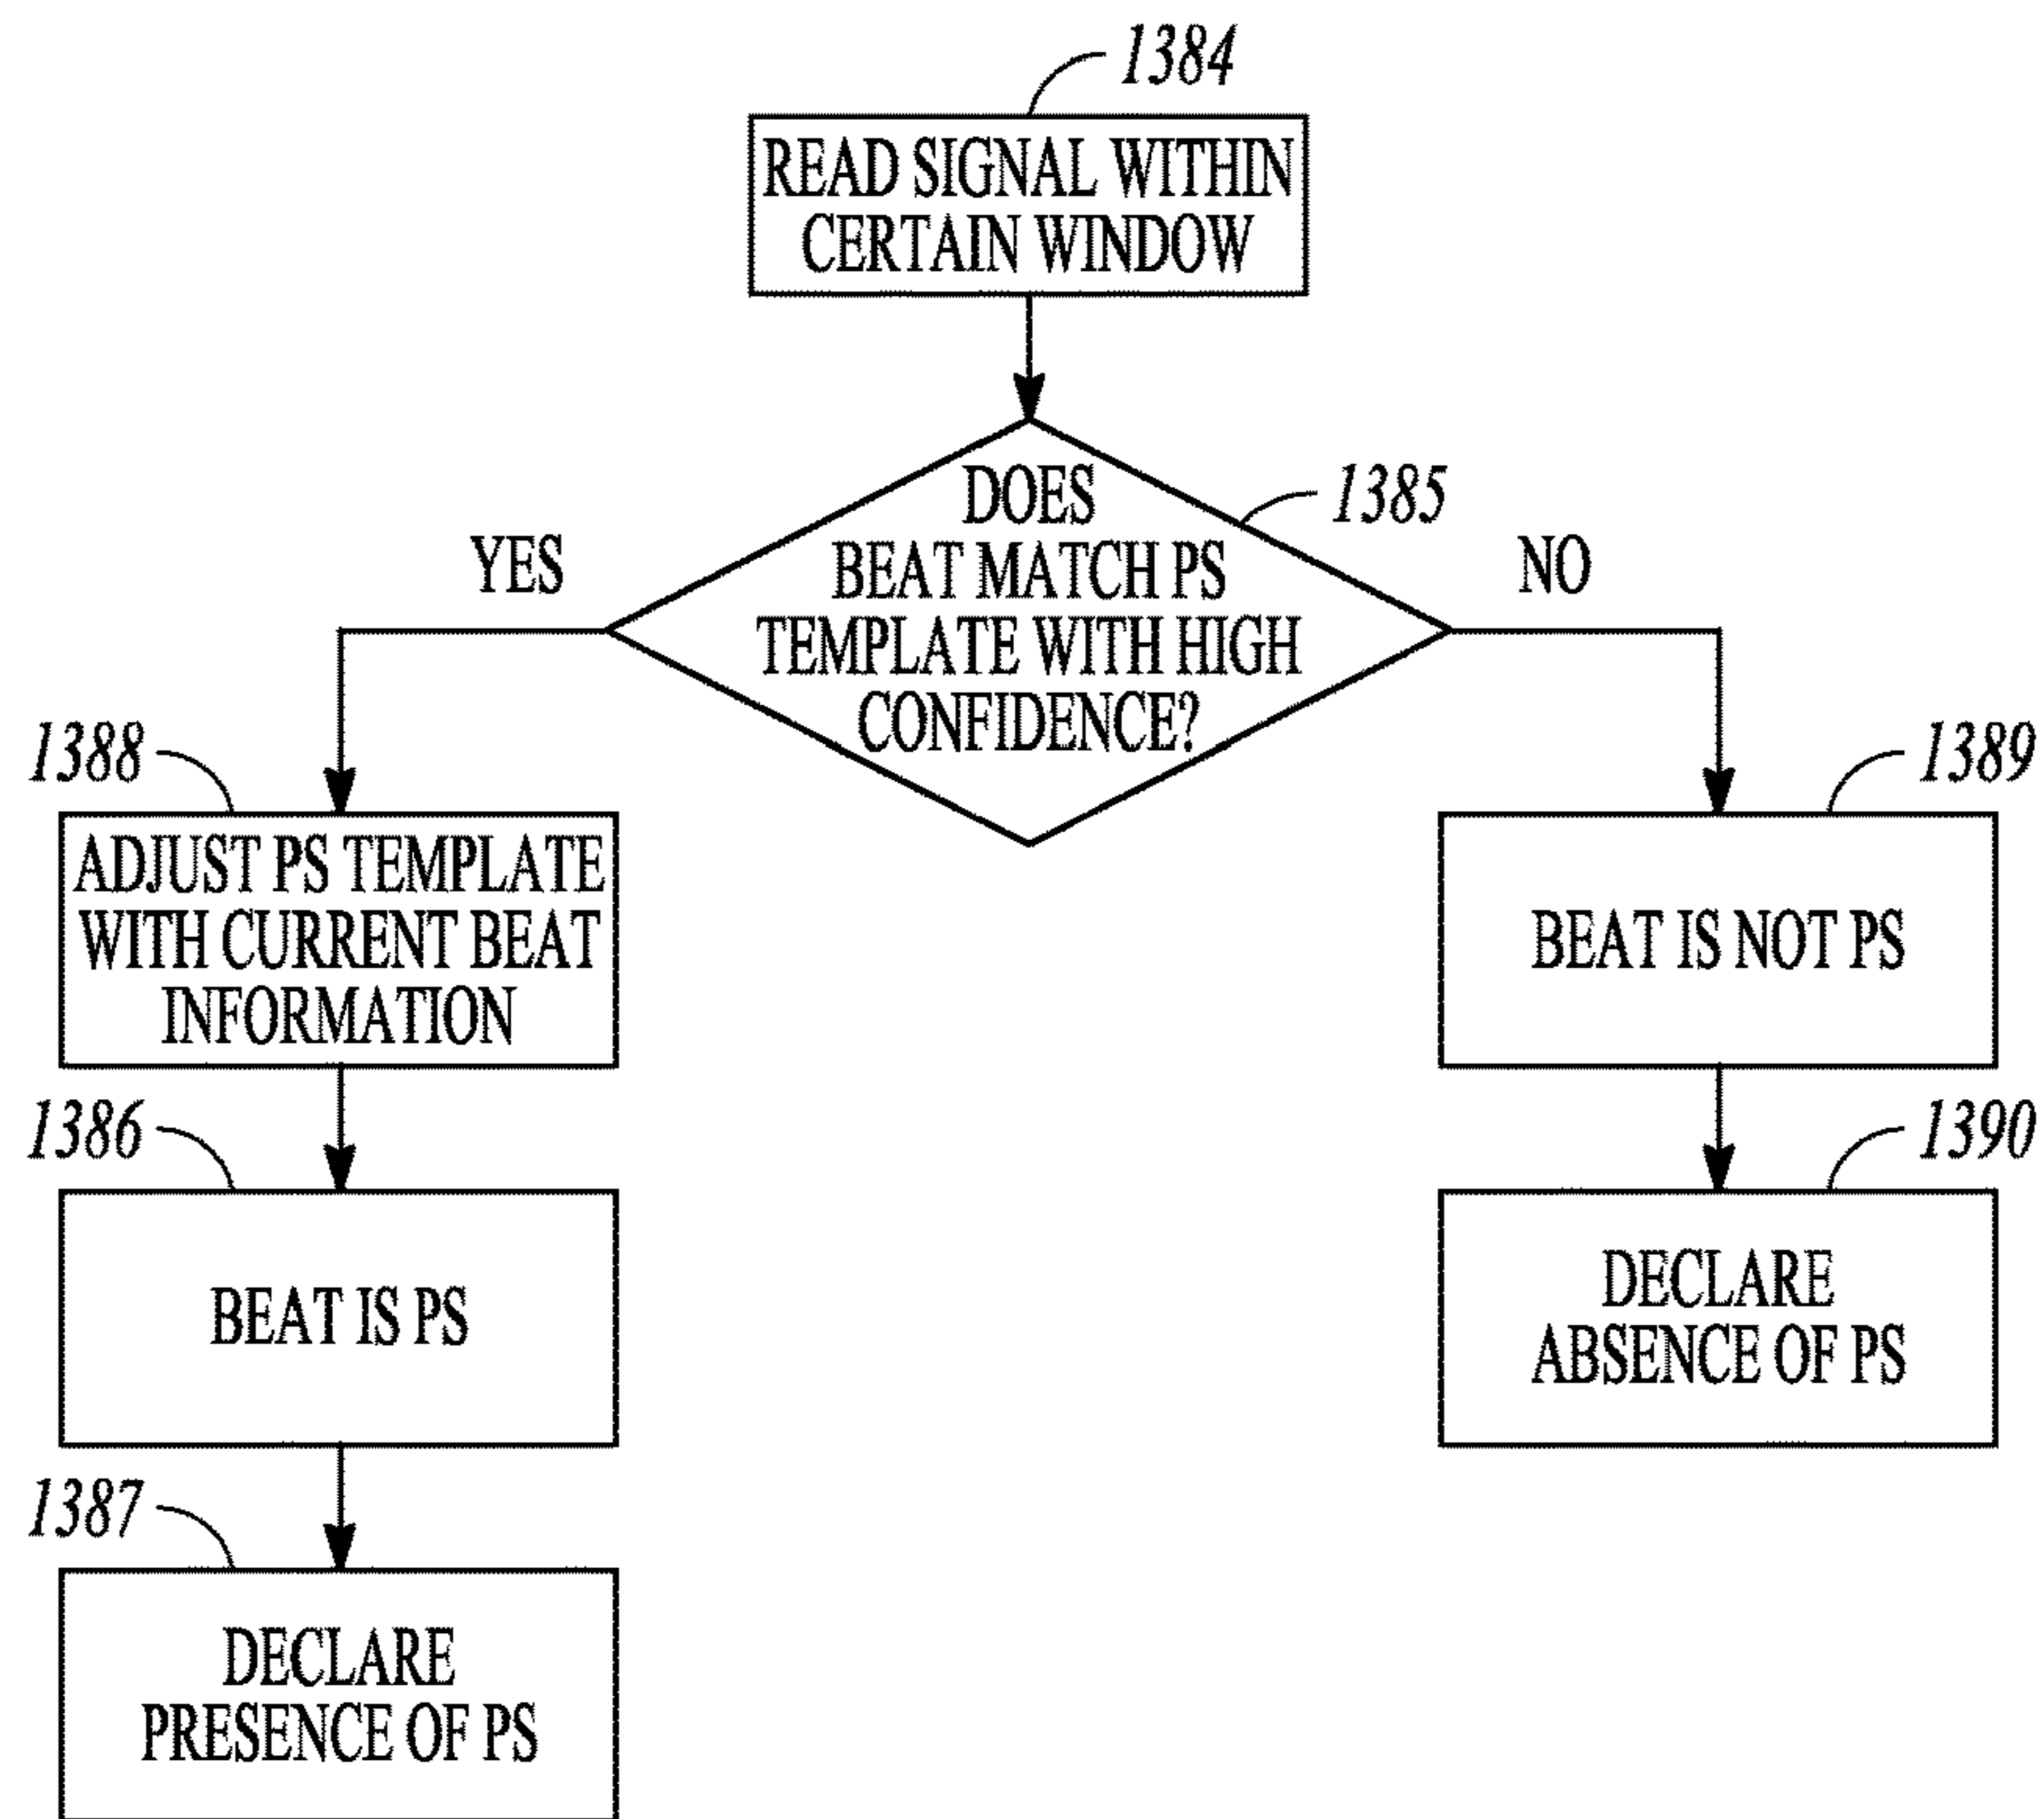 1384
READ SIGNAL WITHIN
CERTAIN WINDOW
1385
DOES
BEAT MATCH PS
TEMPLATE WITH HIGH
CONFIDENCE?
YES
NO
1388
ADJUST PS TEMPLATE
WITH CURRENT BEAT
INFORMATION
1389
BEAT IS NOT PS
1386
BEAT IS PS
1390
DECLARE
ABSENCE OF PS
1387
DECLARE
PRESENCE OF PS